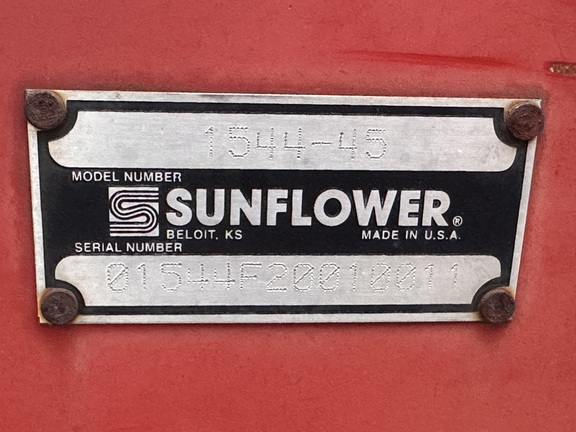 1544-45
MODEL NUMBER
SUNFLOWER®
BELOIT, KS MADE IN U.S.A.
SERIAL NUMBER
01544F20010011